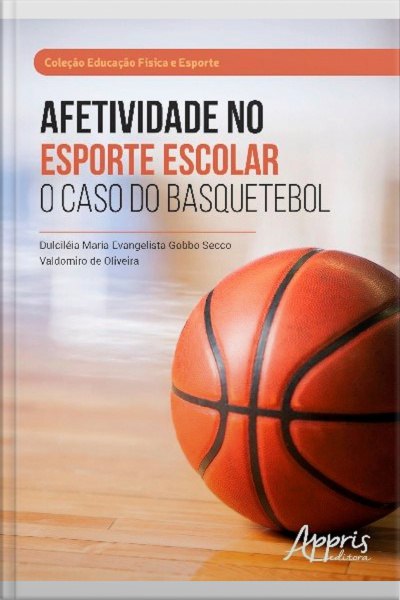 Coleção Educação Física e Esporte
AFETIVIDADE NO
ESPORTE ESCOLAR
O CASO DO BASQUETEBOL
Dulciléia Maria Evangelista Gobbo Secco
Valdomiro de Oliveira
Appris
editora